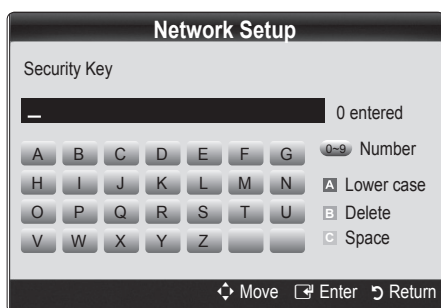 Network Setup
Security Key
0 entered
A B C D E F G
0~9 Number
H I J K L M N
A Lower case
O P Q R S T U
B Delete
V W X Y Z
C Space
Move Enter Return